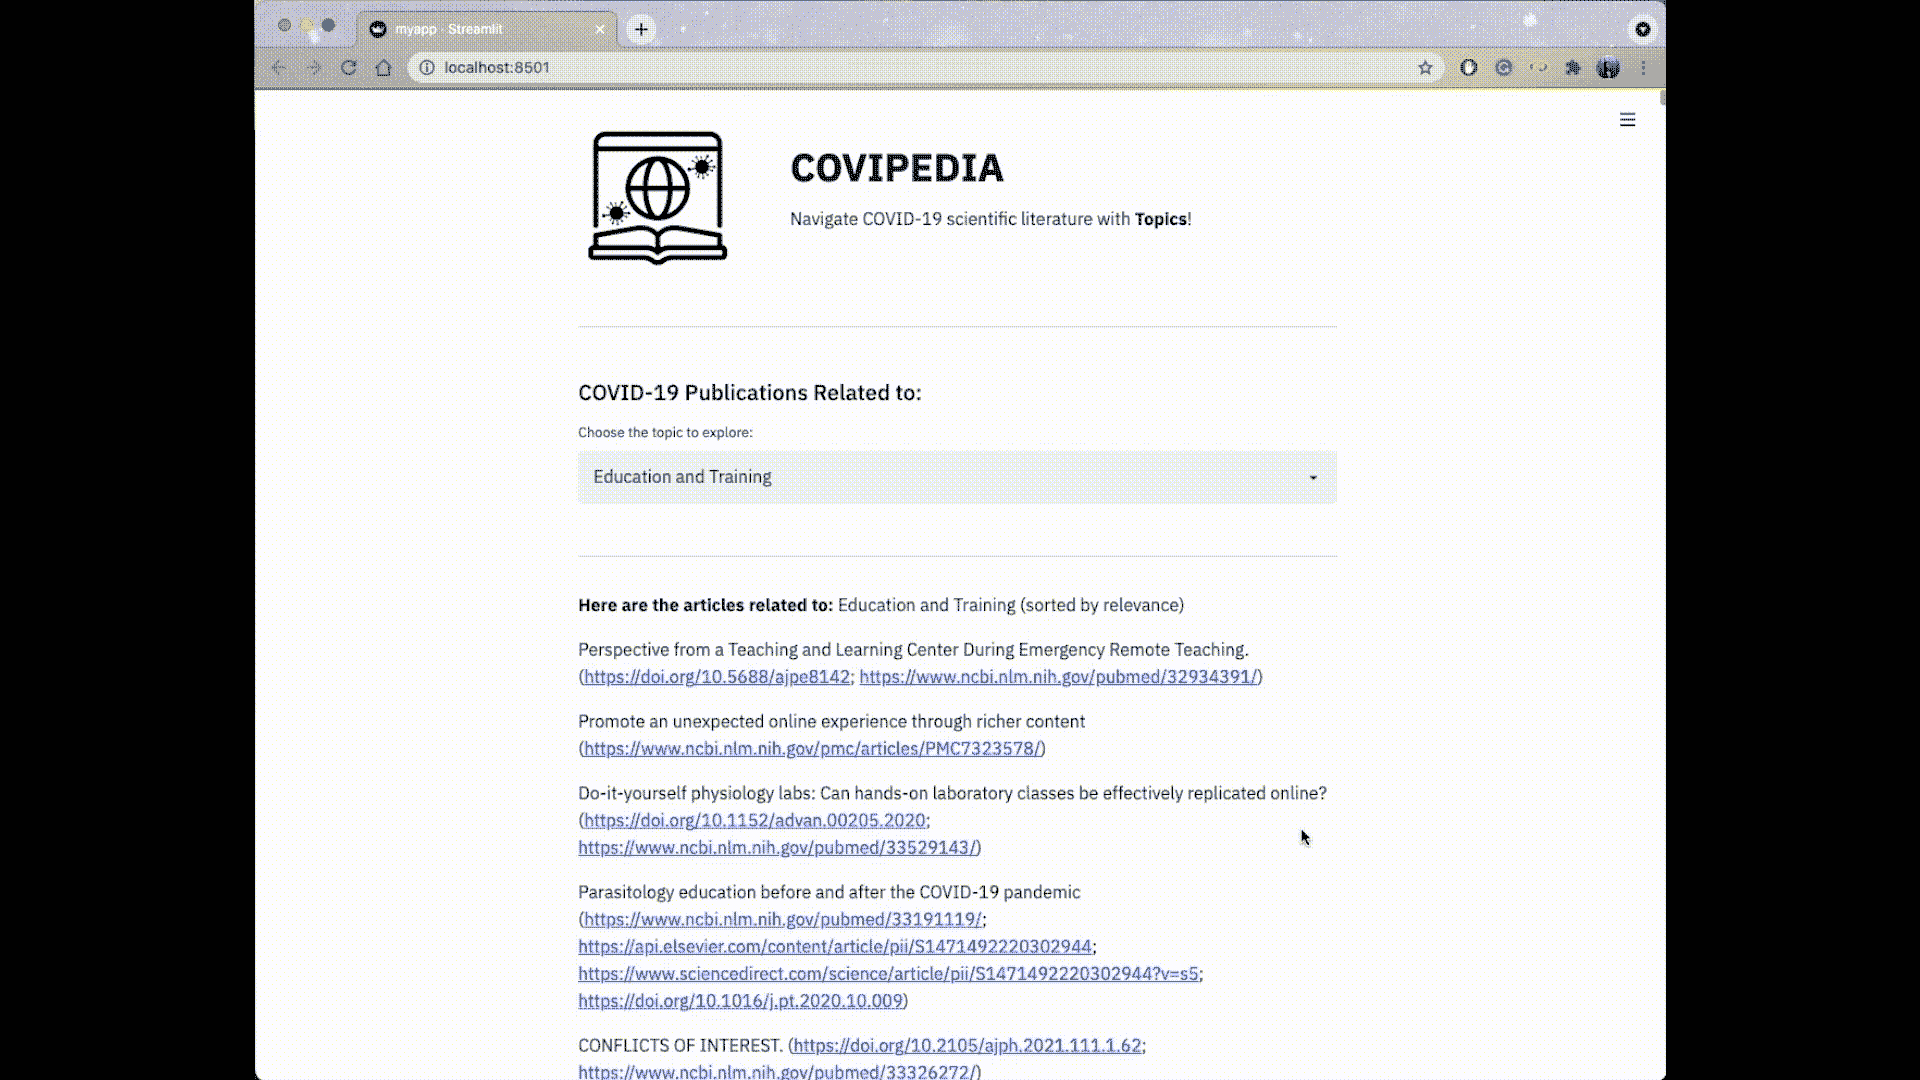 myapp · Streamlit
localhost:8501
COVIPEDIA
Navigate COVID-19 scientific literature with Topics!
COVID-19 Publications Related to:
Choose the topic to explore:
Education and Training
Here are the articles related to: Education and Training (sorted by relevance)
Perspective from a Teaching and Learning Center During Emergency Remote Teaching.
(https://doi.org/10.5688/ajpe8142; https://www.ncbi.nlm.nih.gov/pubmed/32934391/)
Promote an unexpected online experience through richer content
(https://www.ncbi.nlm.nih.gov/pmc/articles/PMC7323578/)
Do-it-yourself physiology labs: Can hands-on laboratory classes be effectively replicated online?
(https://doi.org/10.1152/advan.00205.2020;
https://www.ncbi.nlm.nih.gov/pubmed/33529143/)
Parasitology education before and after the COVID-19 pandemic
(https://www.ncbi.nlm.nih.gov/pubmed/33191119/;
https://api.elsevier.com/content/article/pii/S1471492220302944;
https://www.sciencedirect.com/science/article/pii/S1471492220302944?v=s5;
https://doi.org/10.1016/j.pt.2020.10.009)
CONFLICTS OF INTEREST. (https://doi.org/10.2105/ajph.2021.111.1.62;
https://www.ncbi.nlm.nih.gov/pubmed/33326272/)